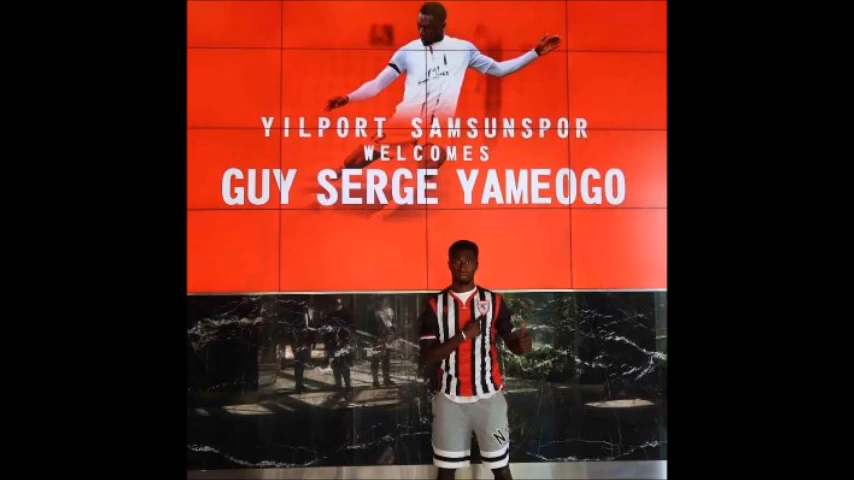 YILPORT SAMSUNSPOR
WELCOMES
GUY SERGE YAMEOGO
N